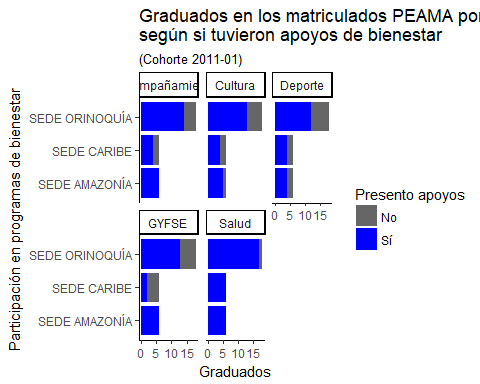 Graduados en los matriculados PEAMA por
según si tuvieron apoyos de bienestar
(Cohorte 2011-01)
mpañamie Cultura Deporte
SEDE ORINOQUÍA
SEDE CARIBE
SEDE AMAZONÍA
0 5 10 15
GYFSE Salud
SEDE ORINOQUÍA
SEDE CARIBE
SEDE AMAZONÍA
0 5 10 15 0 5 10 15
Graduados
Participación en programas de bienestar
Presento apoyos
No
Sí